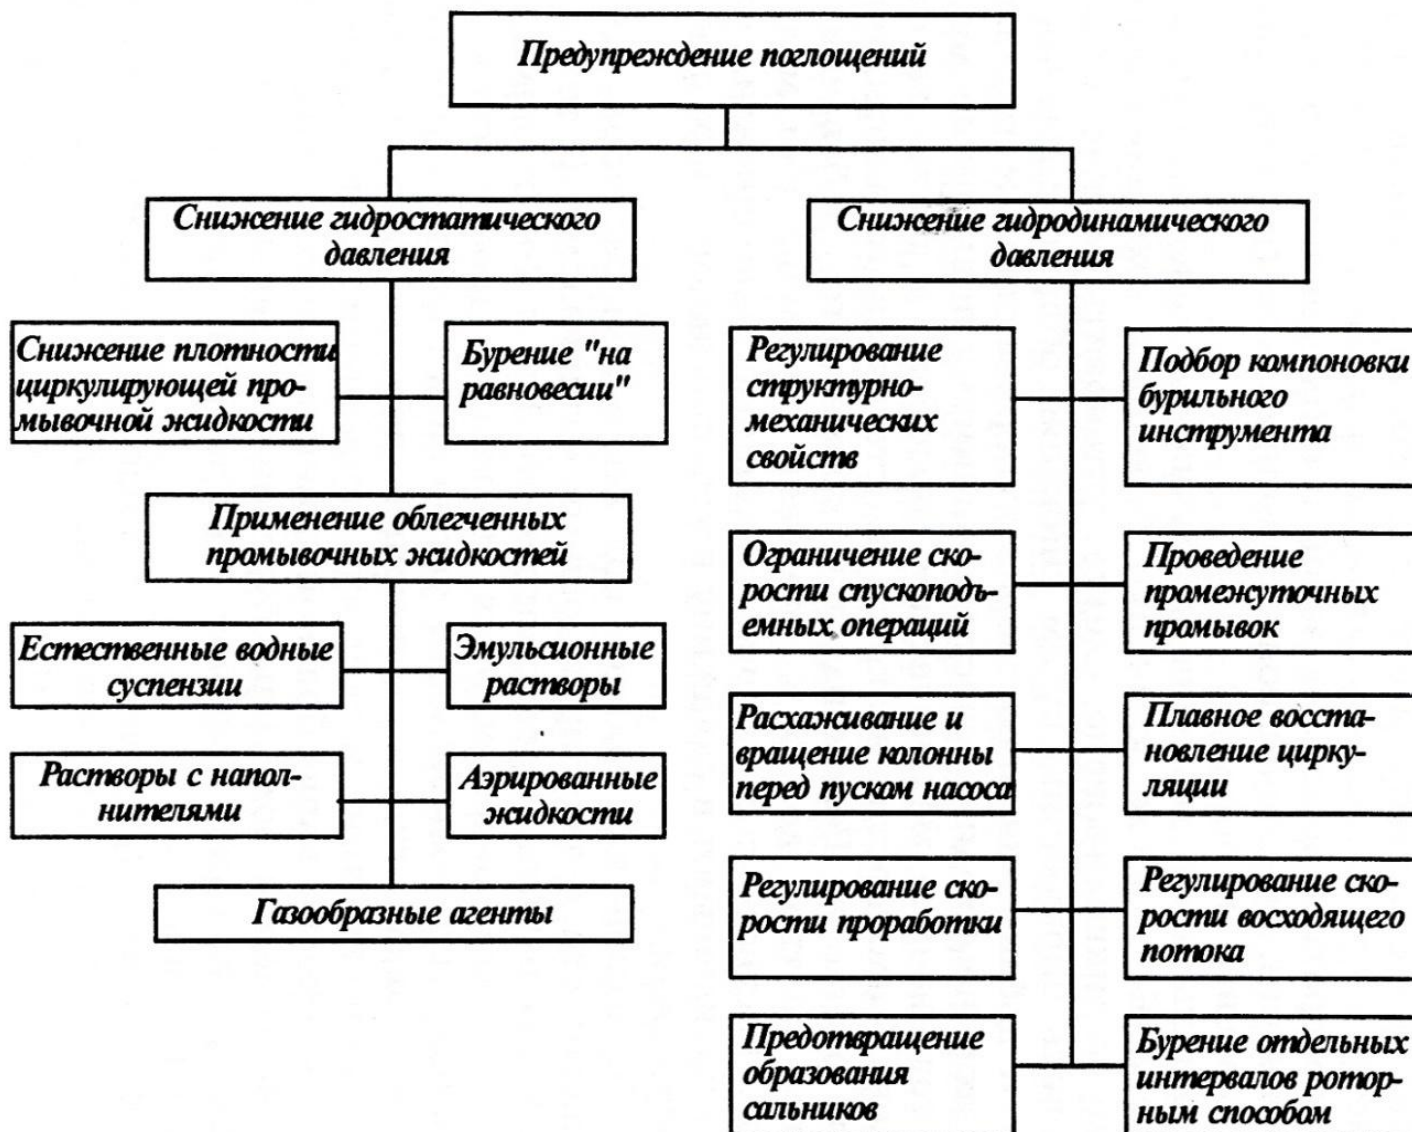 Предупреждение поглощений
Снижение гидростатического
давления
Снижение гидродинамического
давления
Снижение плотности
циркулирующей про-
мывочной жидкости
Бурение "на
равновесии"
Применение облегченных
промывочных жидкостей
Естественные водные
суспензии
Эмульсионные
растворы
Растворы с напол-
нителями
Аэрированные
жидкости
Газообразные агенты
Регулирование
структурно-
механических
свойств
Подбор компоновки
бурильного
инструмента
Ограничение ско-
рости спускоподъ-
емных операций
Проведение
промежуточных
промывок
Расхаживание и
вращение колонны
перед пуском насоса
Плавное восста-
новление цирку-
ляции
Регулирование ско-
рости проработки
Регулирование ско-
рости восходящего
потока
Предотвращение
образования
сальников
Бурение отдельных
интервалов ротор-
ным способом